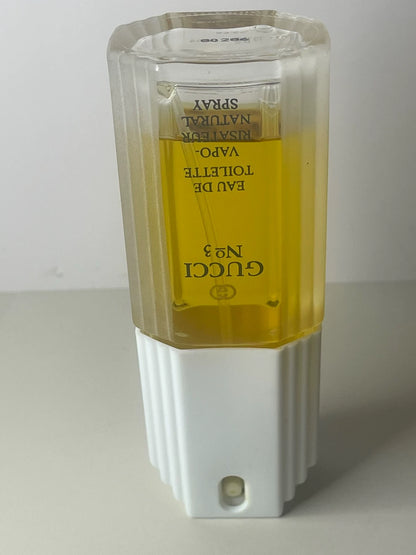 GUCCI
Nº3
EAU DE
TOILETTE
VAPO-
RISATEUR
NATURAL
SPRAY